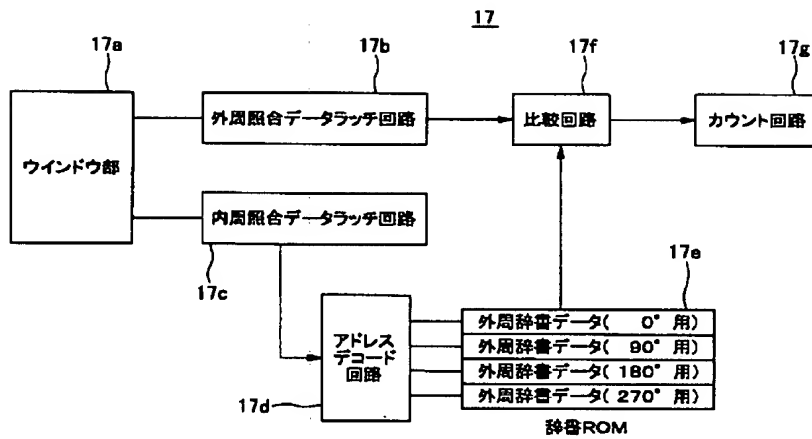 17
17a
17b
17f
17g
ウインドウ部
外周照合データラッチ回路
比較回路
カウント回路
内周照合データラッチ回路
17c
17e
アドレス
デコード
回路
17d
外周辞書データ( 0° 用)
外周辞書データ( 90° 用)
外周辞書データ( 180° 用)
外周辞書データ( 270° 用)
辞書ROM